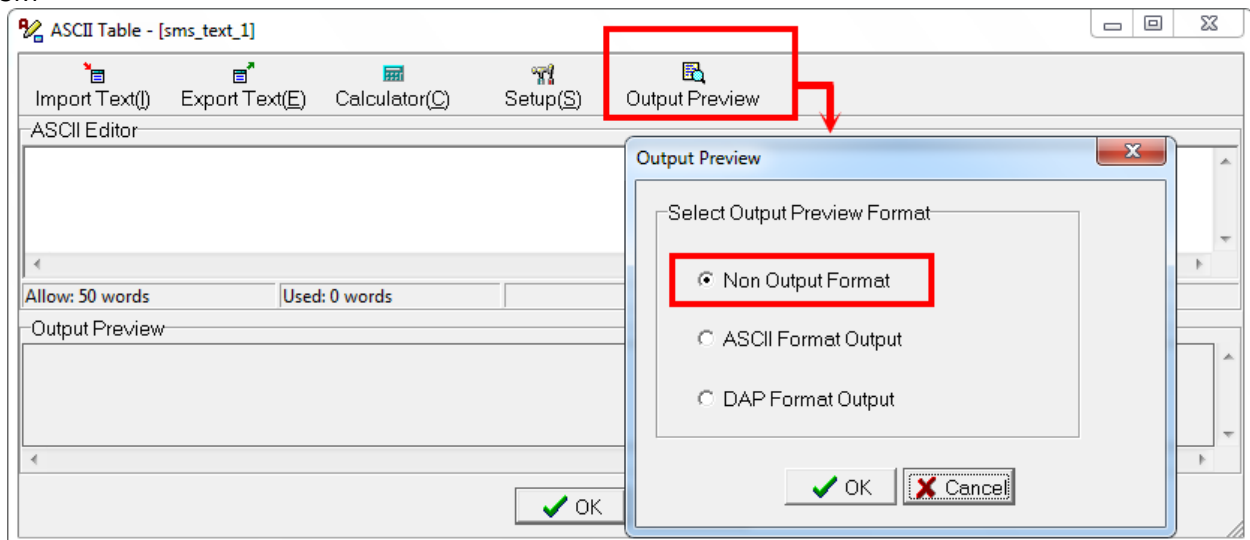 ASCII Table - [sms_text_1]
Import Text(I) Export Text(E) Calculator(C) Setup(S) Output Preview
ASCII Editor
Allow: 50 words Used: 0 words
Output Preview
OK
Output Preview
Select Output Preview Format
Non Output Format
ASCII Format Output
DAP Format Output
OK Cancel